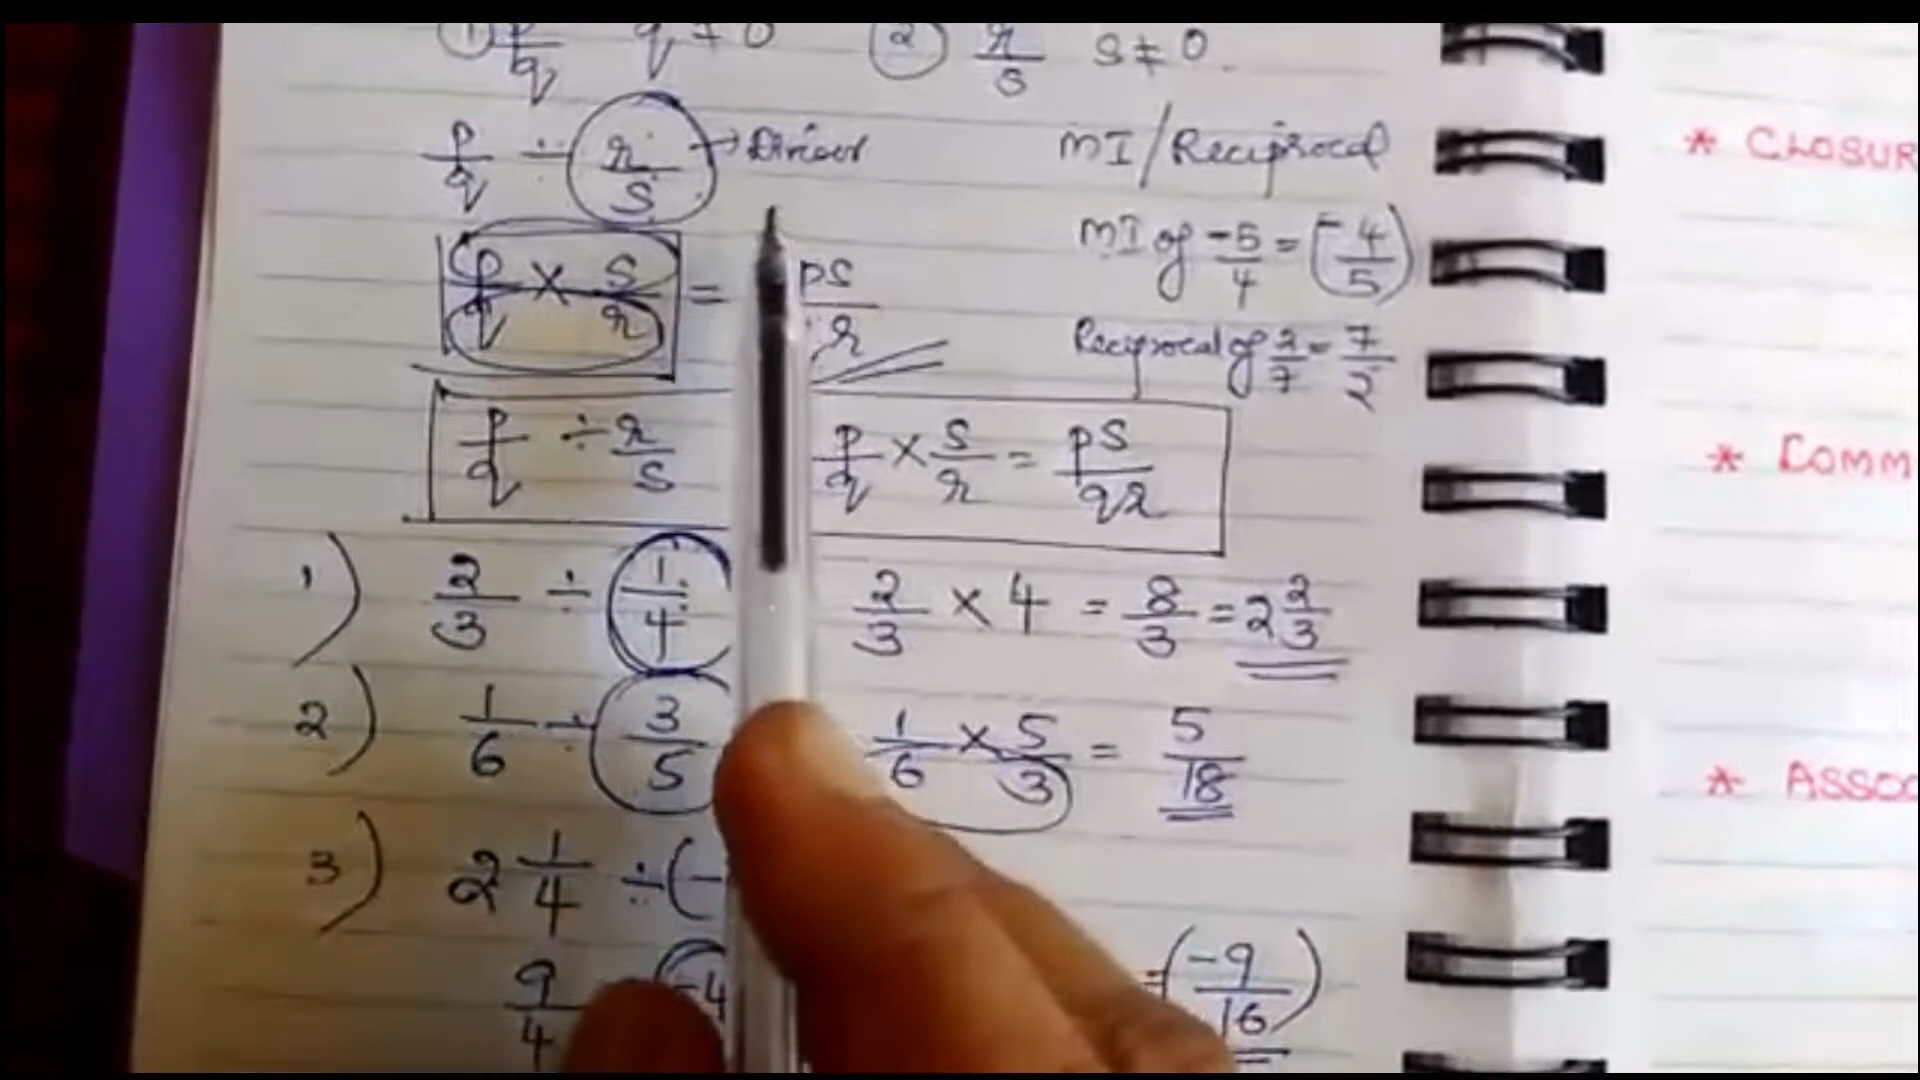 ① p/q q ≠ 0 ② r/s s ≠ 0.
p/q ÷ r/s → Divisor
MI/Reciprocal
p/q × s/r = ps/ r
MI of -5/4 = (-4/5)
Reciprocal of 2/7 = 7/2
p/q ÷ r/s p/q × s/r = ps/qr
1) 2/3 ÷ 1/4 2/3 × 4 = 8/3 = 2 2/3
2) 1/6 ÷ 3/5 1/6 × 5/3 = 5/18
3) 2 1/4 ÷ (-
9/4 -4 = (-9/16)
* CLOSUR
* COMM
* ASSOC